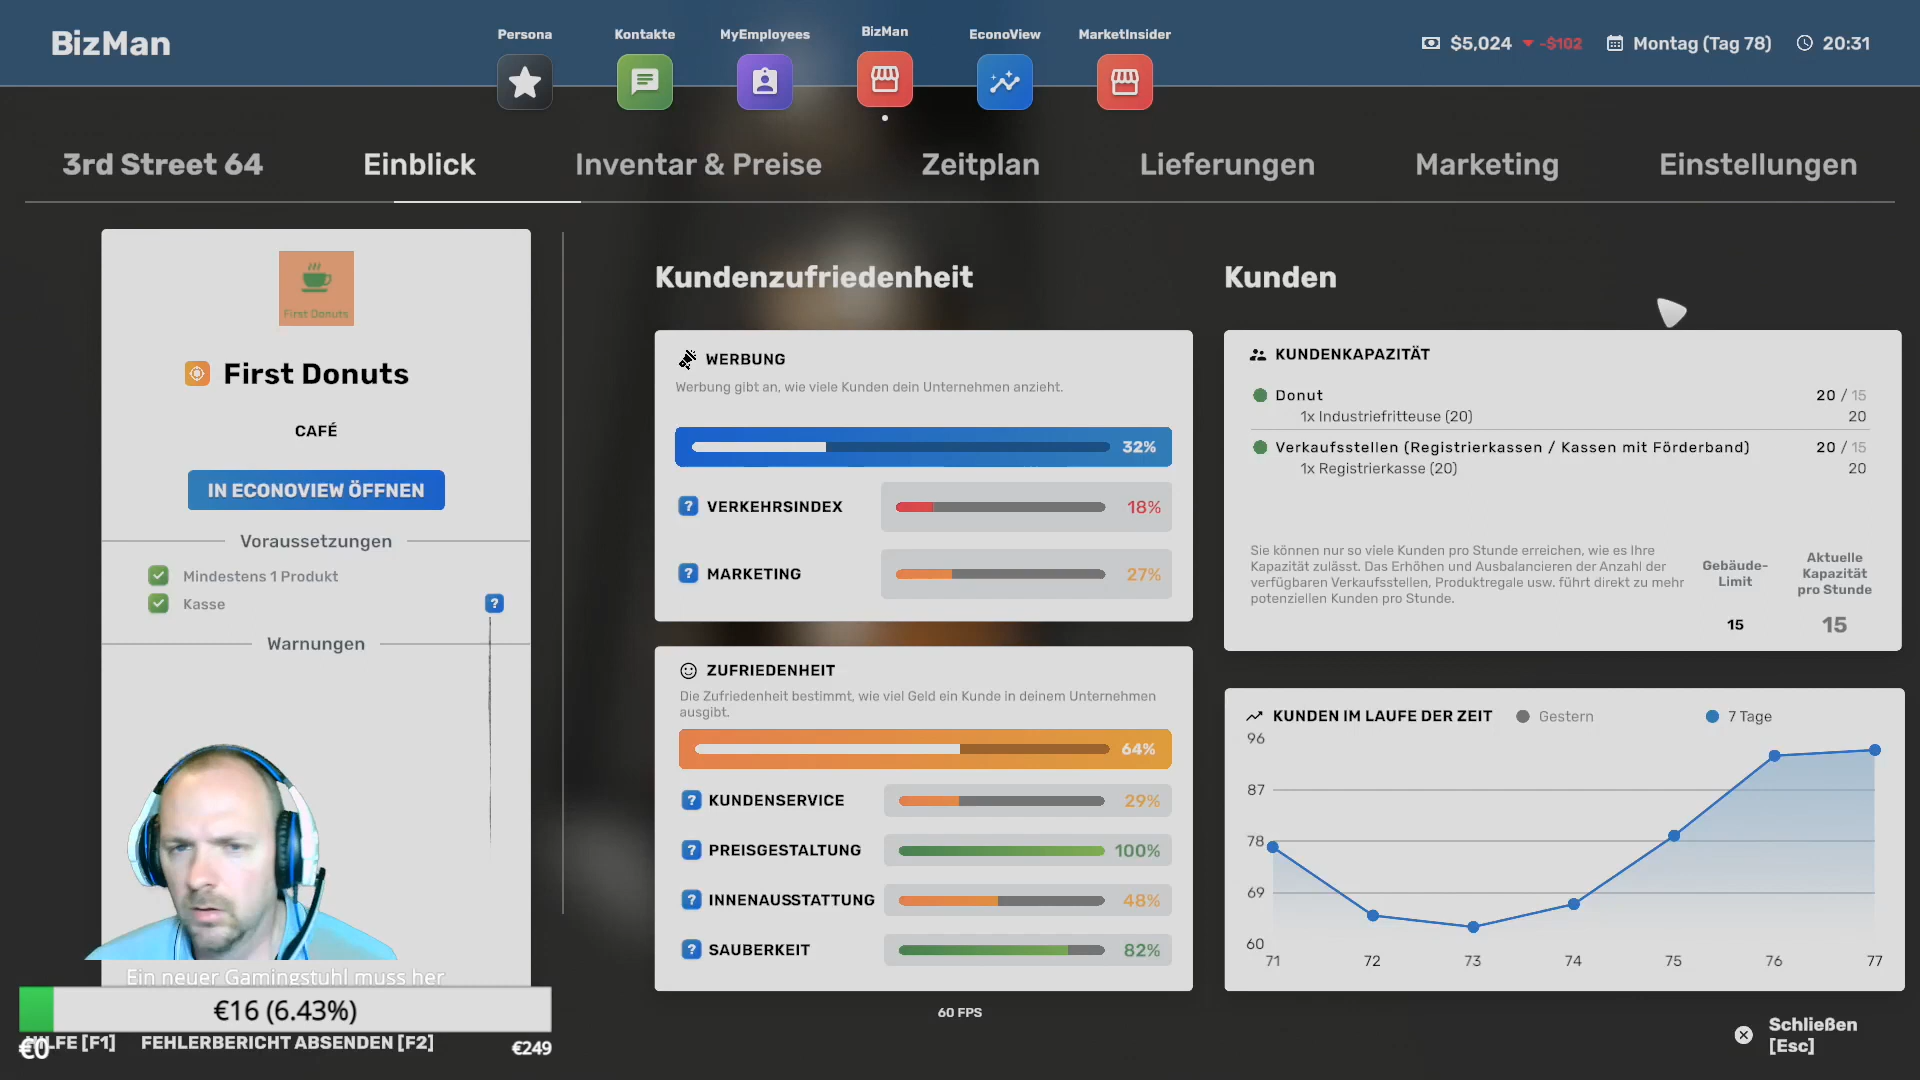 BizMan
Persona
Kontakte
MyEmployees
BizMan
EconoView
MarketInsider
$5,024 -$102 Montag (Tag 78) 20:31
3rd Street 64 Einblick Inventar & Preise Zeitplan Lieferungen Marketing Einstellungen
First Donuts
First Donuts
CAFÉ
IN ECONOVIEW ÖFFNEN
Voraussetzungen
Mindestens 1 Produkt
Kasse
?
Warnungen
Kundenzufriedenheit
WERBUNG
Werbung gibt an, wie viele Kunden dein Unternehmen anzieht.
32%
? VERKEHRSINDEX 18%
? MARKETING 27%
ZUFRIEDENHEIT
Die Zufriedenheit bestimmt, wie viel Geld ein Kunde in deinem Unternehmen
ausgibt.
64%
? KUNDENSERVICE 29%
? PREISGESTALTUNG 100%
? INNENAUSSTATTUNG 48%
? SAUBERKEIT 82%
Kunden
KUNDENKAPAZITÄT
Donut 20 / 15
1x Industriefritteuse (20) 20
Verkaufsstellen (Registrierkassen / Kassen mit Förderband) 20 / 15
1x Registrierkasse (20) 20
Sie können nur so viele Kunden pro Stunde erreichen, wie es Ihre
Kapazität zulässt. Das Erhöhen und Ausbalancieren der Anzahl der
verfügbaren Verkaufsstellen, Produktregale usw. führt direkt zu mehr
potenziellen Kunden pro Stunde.
Gebäude-
Limit
15
Aktuelle
Kapazität
pro Stunde
15
KUNDEN IM LAUFE DER ZEIT Gestern 7 Tage
96
87
78
69
60
71 72 73 74 75 76 77
Ein neuer Gamingstuhl muss her
€16 (6.43%)
€0
€249
HILFE [F1] FEHLERBERICHT ABSENDEN [F2]
60 FPS
Schließen
[Esc]